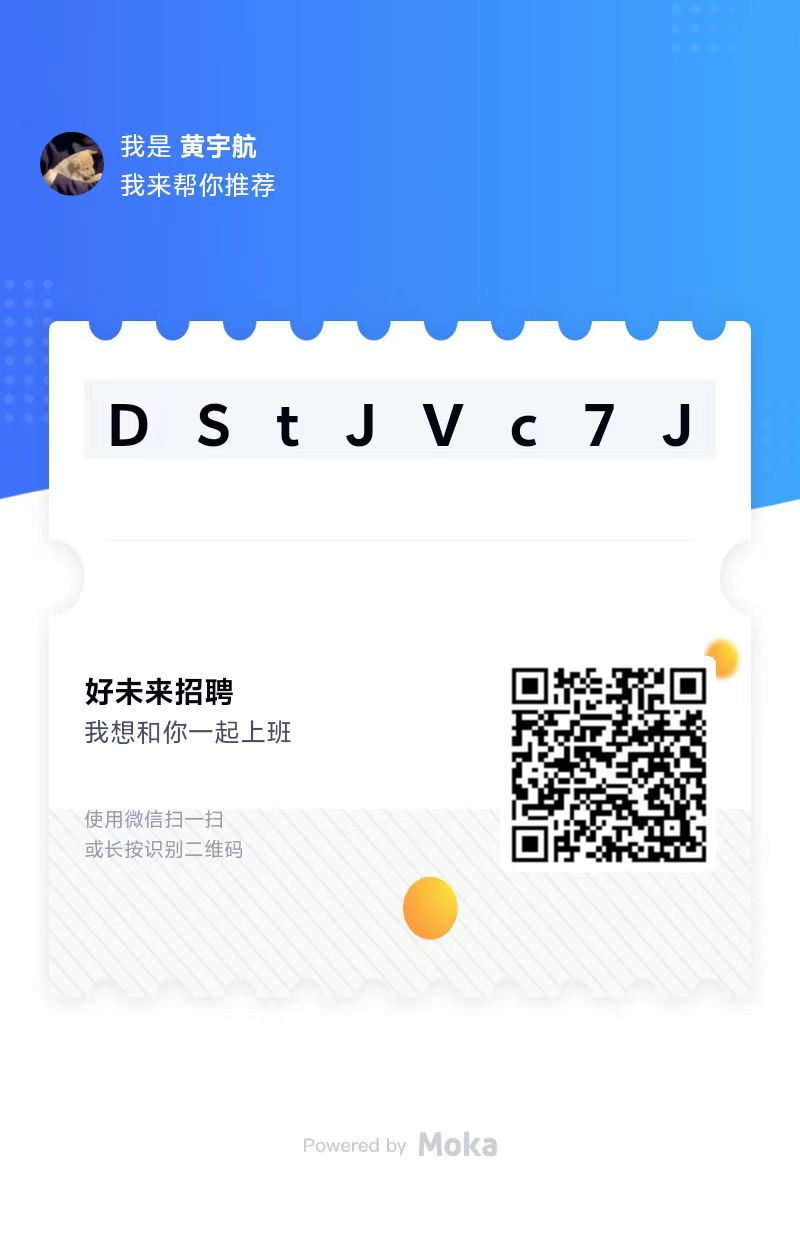 我是 黄宇航
我来帮你推荐
D S t J V c 7 J
好未来招聘
我想和你一起上班
使用微信扫一扫
或长按识别二维码
Powered by Moka